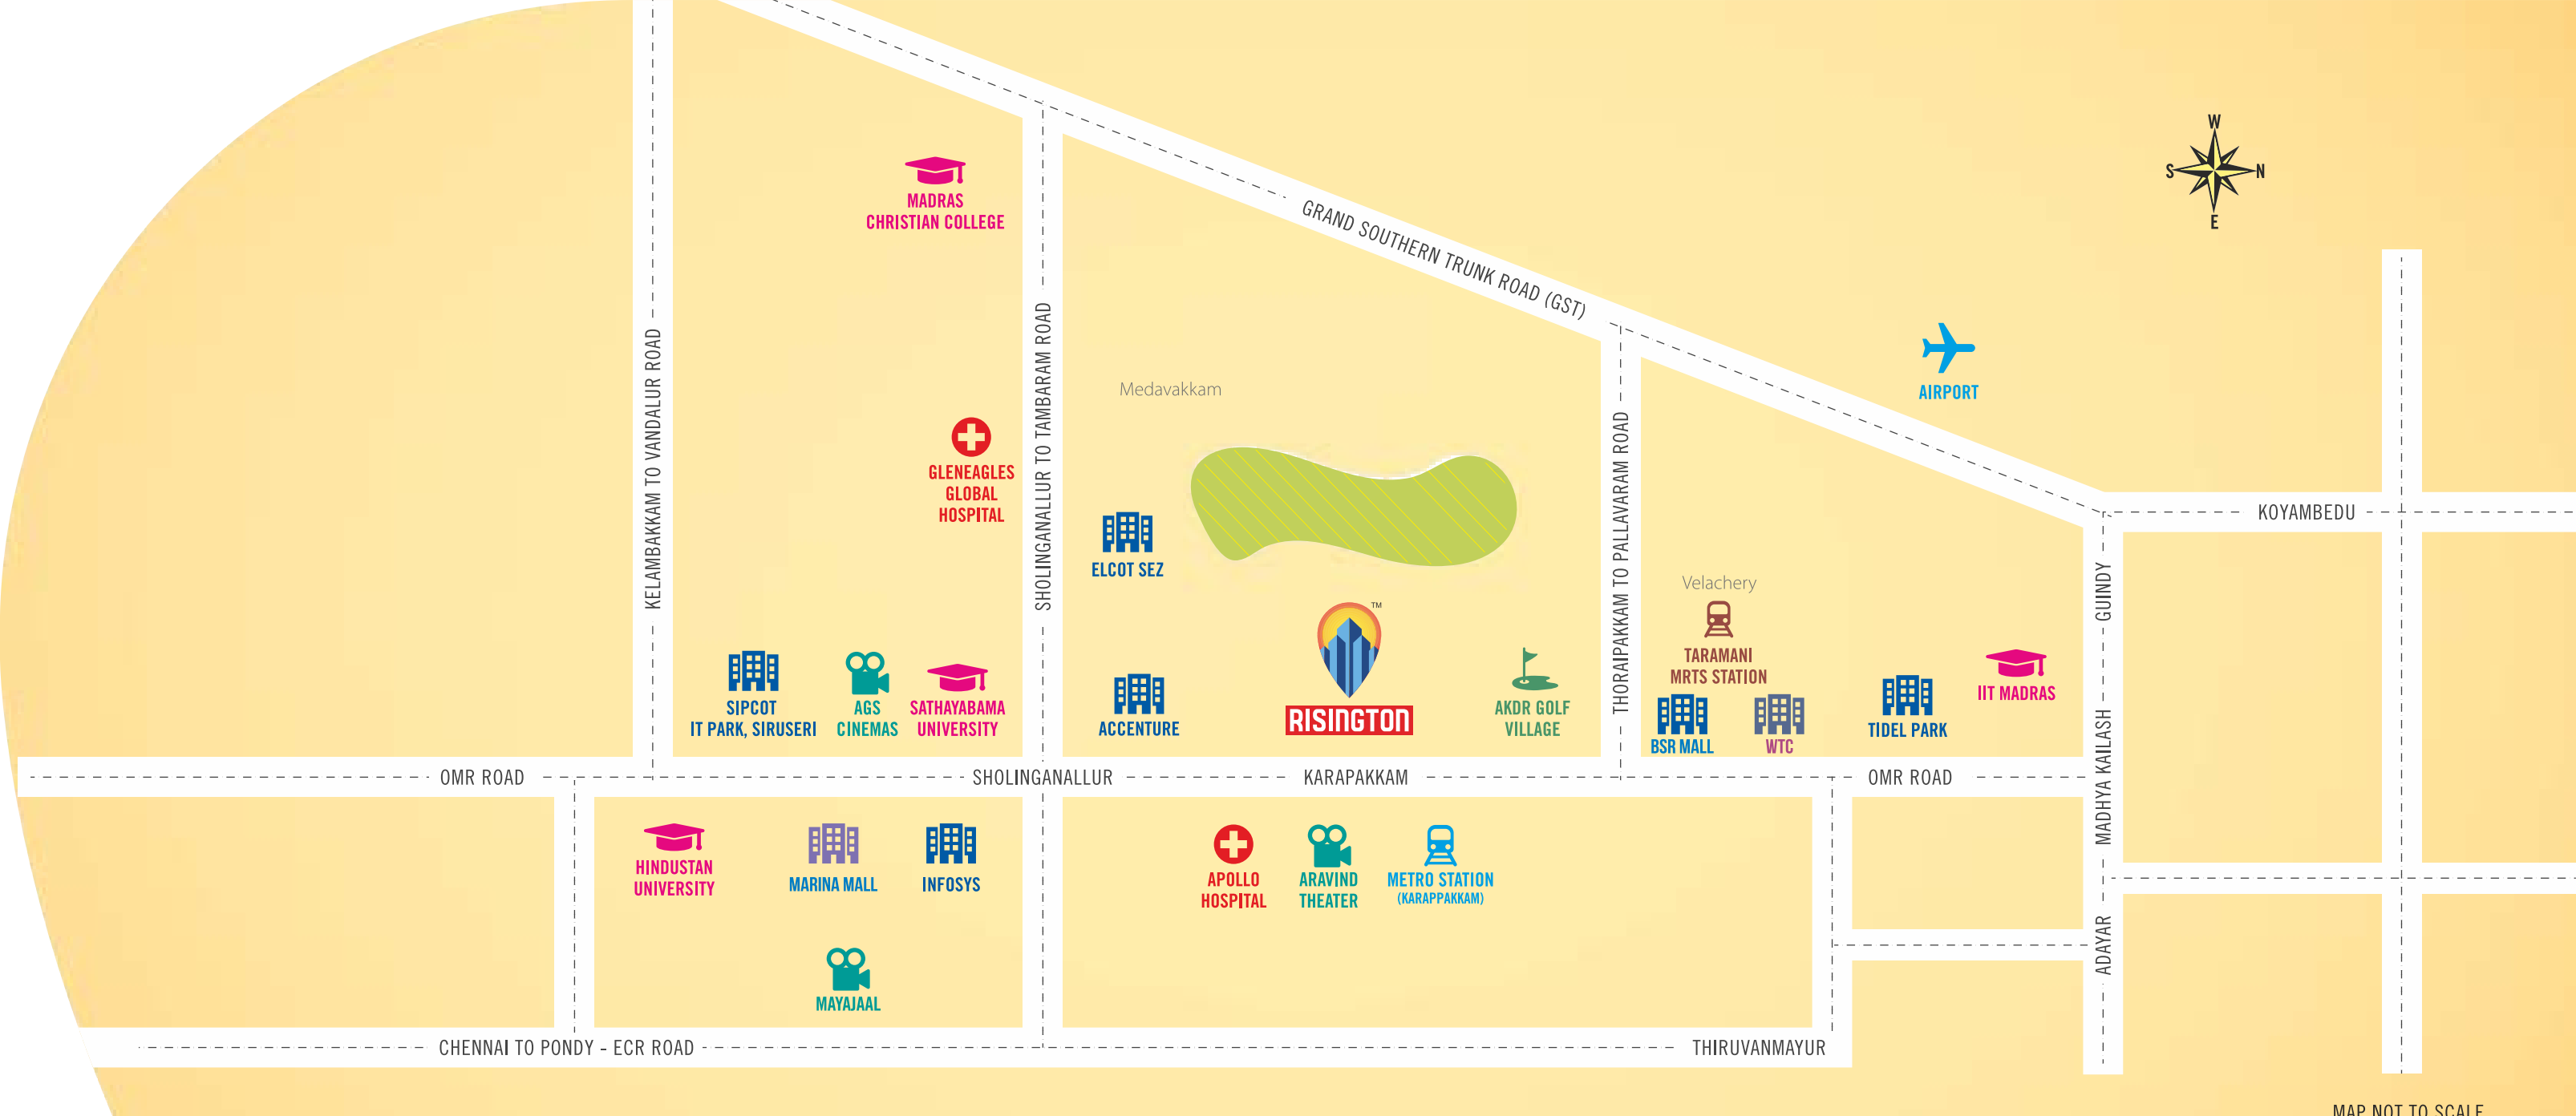 W
S N
E
MADRAS
CHRISTIAN COLLEGE
GRAND SOUTHERN TRUNK ROAD (GST)
AIRPORT
KELAMBAKKAM TO VANDALUR ROAD
SHOLINGANALLUR TO TAMBARAM ROAD
Medavakkam
THORAIPAKKAM TO PALLAVARAM ROAD
GLENEAGLES
GLOBAL
HOSPITAL
KOYAMBEDU
ELCOT SEZ
GUINDY
Velachery
TM
TARAMANI
MRTS STATION
IIT MADRAS
SIPCOT
IT PARK, SIRUSERI
AGS
CINEMAS
SATHAYABAMA
UNIVERSITY
ACCENTURE
RISINGTON
AKDR GOLF
VILLAGE
BSR MALL
WTC
TIDEL PARK
MADHYA KAILASH
OMR ROAD
SHOLINGANALLUR
KARAPAKKAM
OMR ROAD
HINDUSTAN
UNIVERSITY
MARINA MALL
INFOSYS
APOLLO
HOSPITAL
ARAVIND
THEATER
METRO STATION
(KARAPPAKKAM)
ADAYAR
MAYAJAAL
CHENNAI TO PONDY - ECR ROAD
THIRUVANMAYUR
MAP NOT TO SCALE